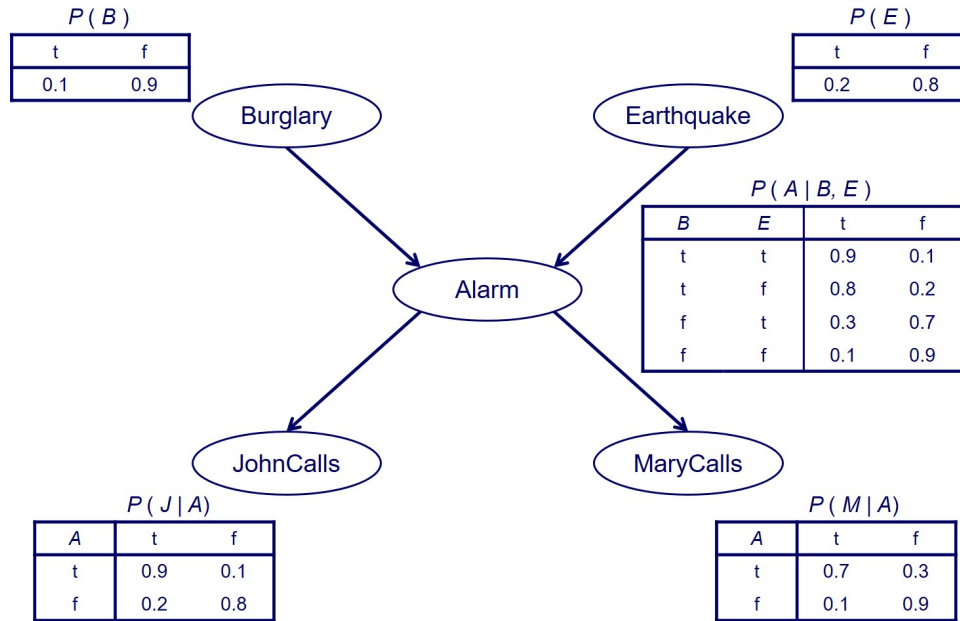 P ( B )
t f
0.1 0.9
P ( E )
t f
0.2 0.8
Burglary
Earthquake
P ( A | B, E )
B E t f
t t 0.9 0.1
t f 0.8 0.2
f t 0.3 0.7
f f 0.1 0.9
Alarm
JohnCalls
MaryCalls
P ( J | A)
A t f
t 0.9 0.1
f 0.2 0.8
P ( M | A)
A t f
t 0.7 0.3
f 0.1 0.9